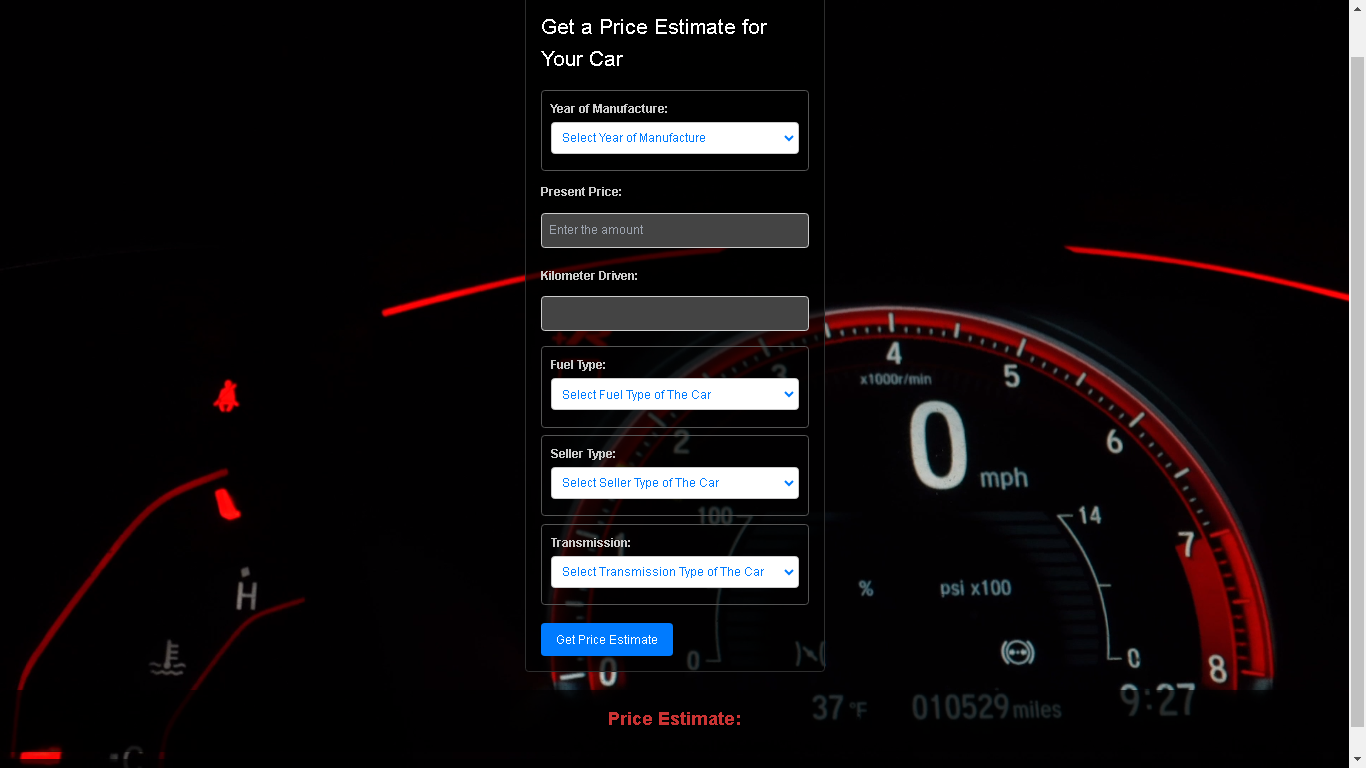 Get a Price Estimate for
Your Car
Year of Manufacture:
Select Year of Manufacture
Present Price:
Enter the amount
Kilometer Driven:
Fuel Type:
Select Fuel Type of The Car
Seller Type:
Select Seller Type of The Car
Transmission:
Select Transmission Type of The Car
Get Price Estimate
Price Estimate:
0
1
2
3
4
5
6
7
8
x1000r/min
0 mph
100
0
%
psi x100
14
0
H
C
37 °F
010529 miles
9:27